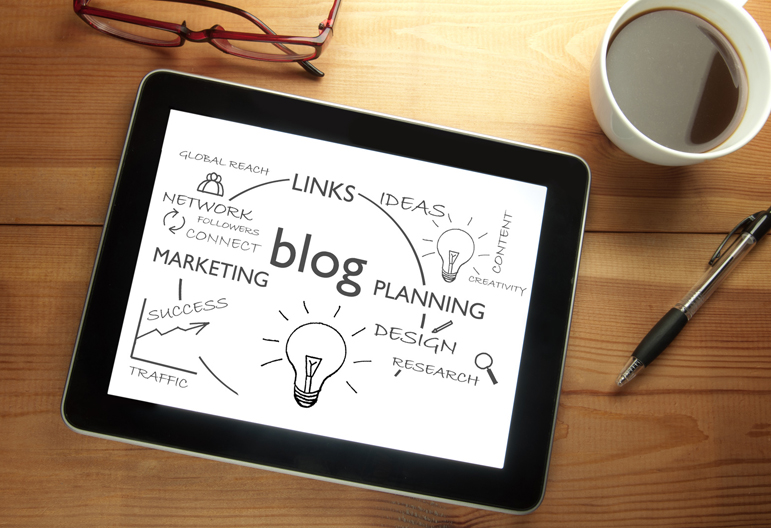 GLOBAL REACH
LINKS
IDEAS
NETWORK
FOLLOWERS
CONNECT
CONTENT
blog
CREATIVITY
MARKETING
PLANNING
SUCCESS
DESIGN
RESEARCH
TRAFFIC